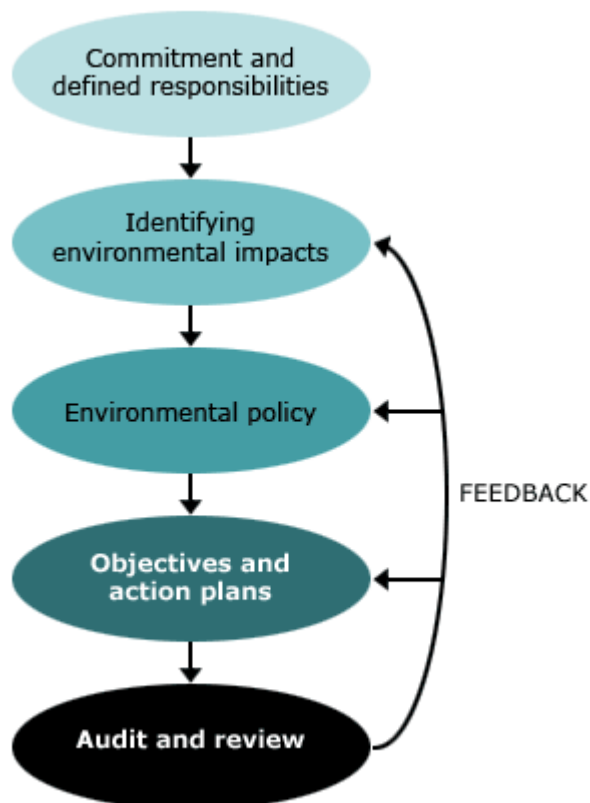 Commitment and
defined responsibilities
Identifying
environmental impacts
Environmental policy
FEEDBACK
Objectives and
action plans
Audit and review